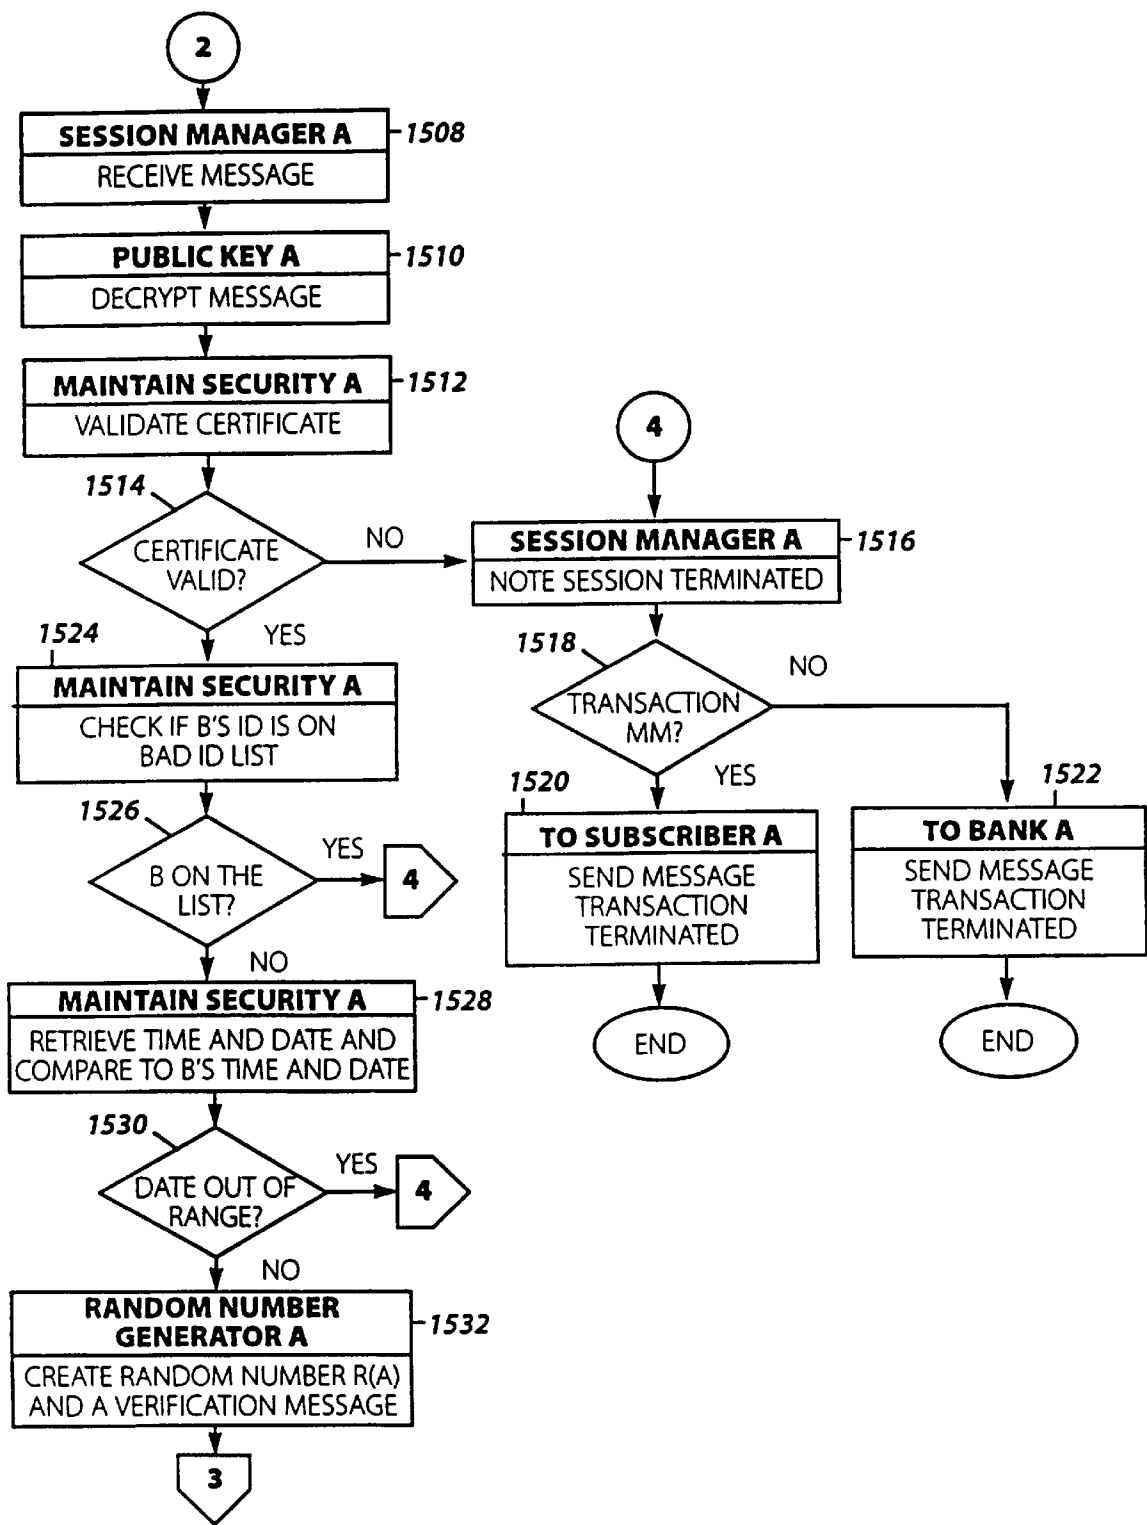 2
SESSION MANAGER A
1508
RECEIVE MESSAGE
PUBLIC KEY A
1510
DECRYPT MESSAGE
MAINTAIN SECURITY A
1512
VALIDATE CERTIFICATE
1514
CERTIFICATE
VALID?
NO
YES
4
SESSION MANAGER A
1516
NOTE SESSION TERMINATED
1518
TRANSACTION
MM?
NO
YES
1520
TO SUBSCRIBER A
SEND MESSAGE
TRANSACTION
TERMINATED
END
1522
TO BANK A
SEND MESSAGE
TRANSACTION
TERMINATED
END
1524
MAINTAIN SECURITY A
CHECK IF B'S ID IS ON
BAD ID LIST
1526
B ON THE
LIST?
YES
4
NO
MAINTAIN SECURITY A
1528
RETRIEVE TIME AND DATE AND
COMPARE TO B'S TIME AND DATE
1530
DATE OUT OF
RANGE?
YES
4
NO
RANDOM NUMBER
GENERATOR A
1532
CREATE RANDOM NUMBER R(A)
AND A VERIFICATION MESSAGE
3